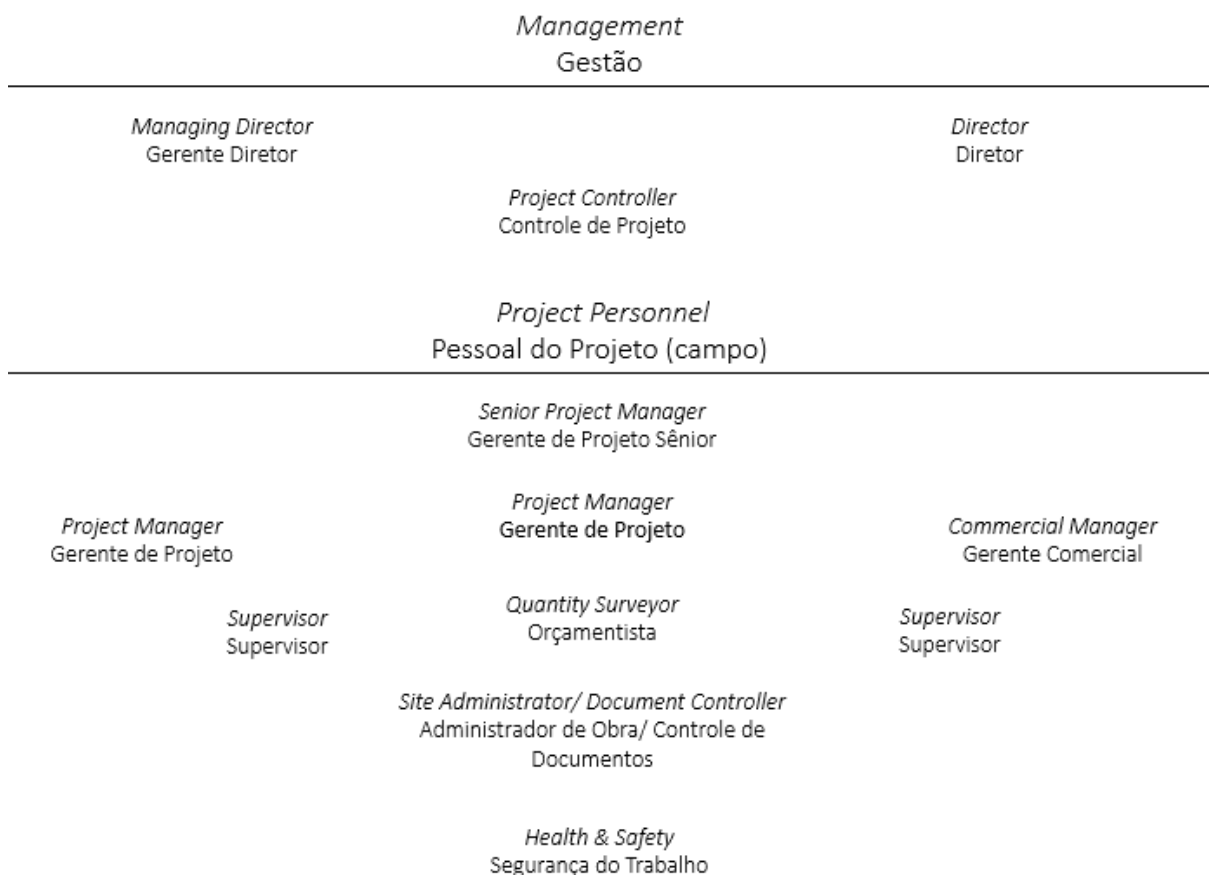 Management
Gestão
Managing Director
Gerente Diretor
Director
Diretor
Project Controller
Controle de Projeto
Project Personnel
Pessoal do Projeto (campo)
Senior Project Manager
Gerente de Projeto Sênior
Project Manager
Gerente de Projeto
Project Manager
Gerente de Projeto
Commercial Manager
Gerente Comercial
Supervisor
Supervisor
Quantity Surveyor
Orçamentista
Supervisor
Supervisor
Site Administrator/ Document Controller
Administrador de Obra/ Controle de
Documentos
Health & Safety
Segurança do Trabalho